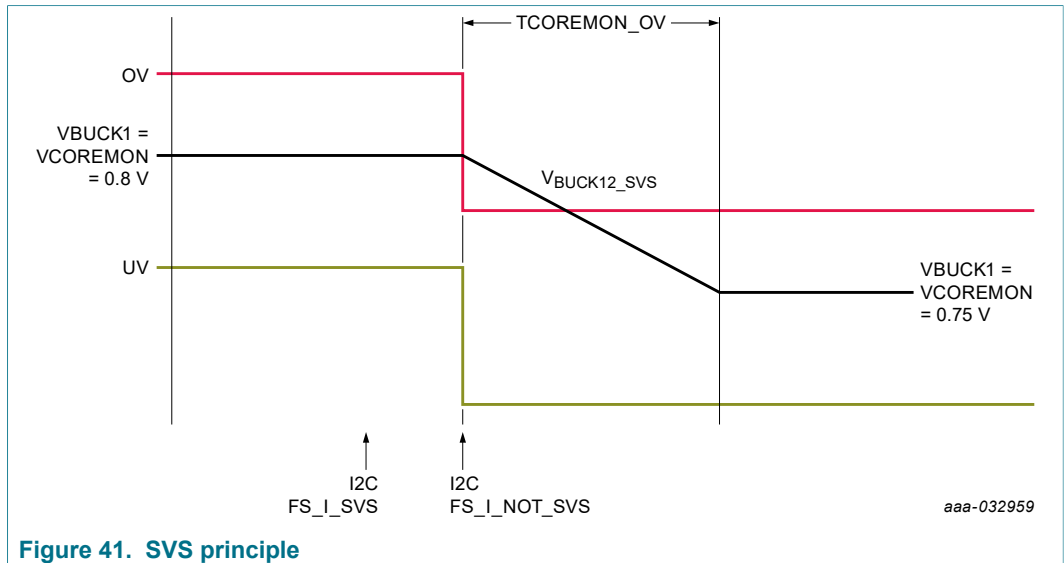 TCOREMON_OV
OV
VBUCK1 =
VCOREMON
= 0.8 V
VBUCK12_SVS
UV
VBUCK1 =
VCOREMON
= 0.75 V
I2C
FS_I_SVS
I2C
FS_I_NOT_SVS
aaa-032959
Figure 41. SVS principle